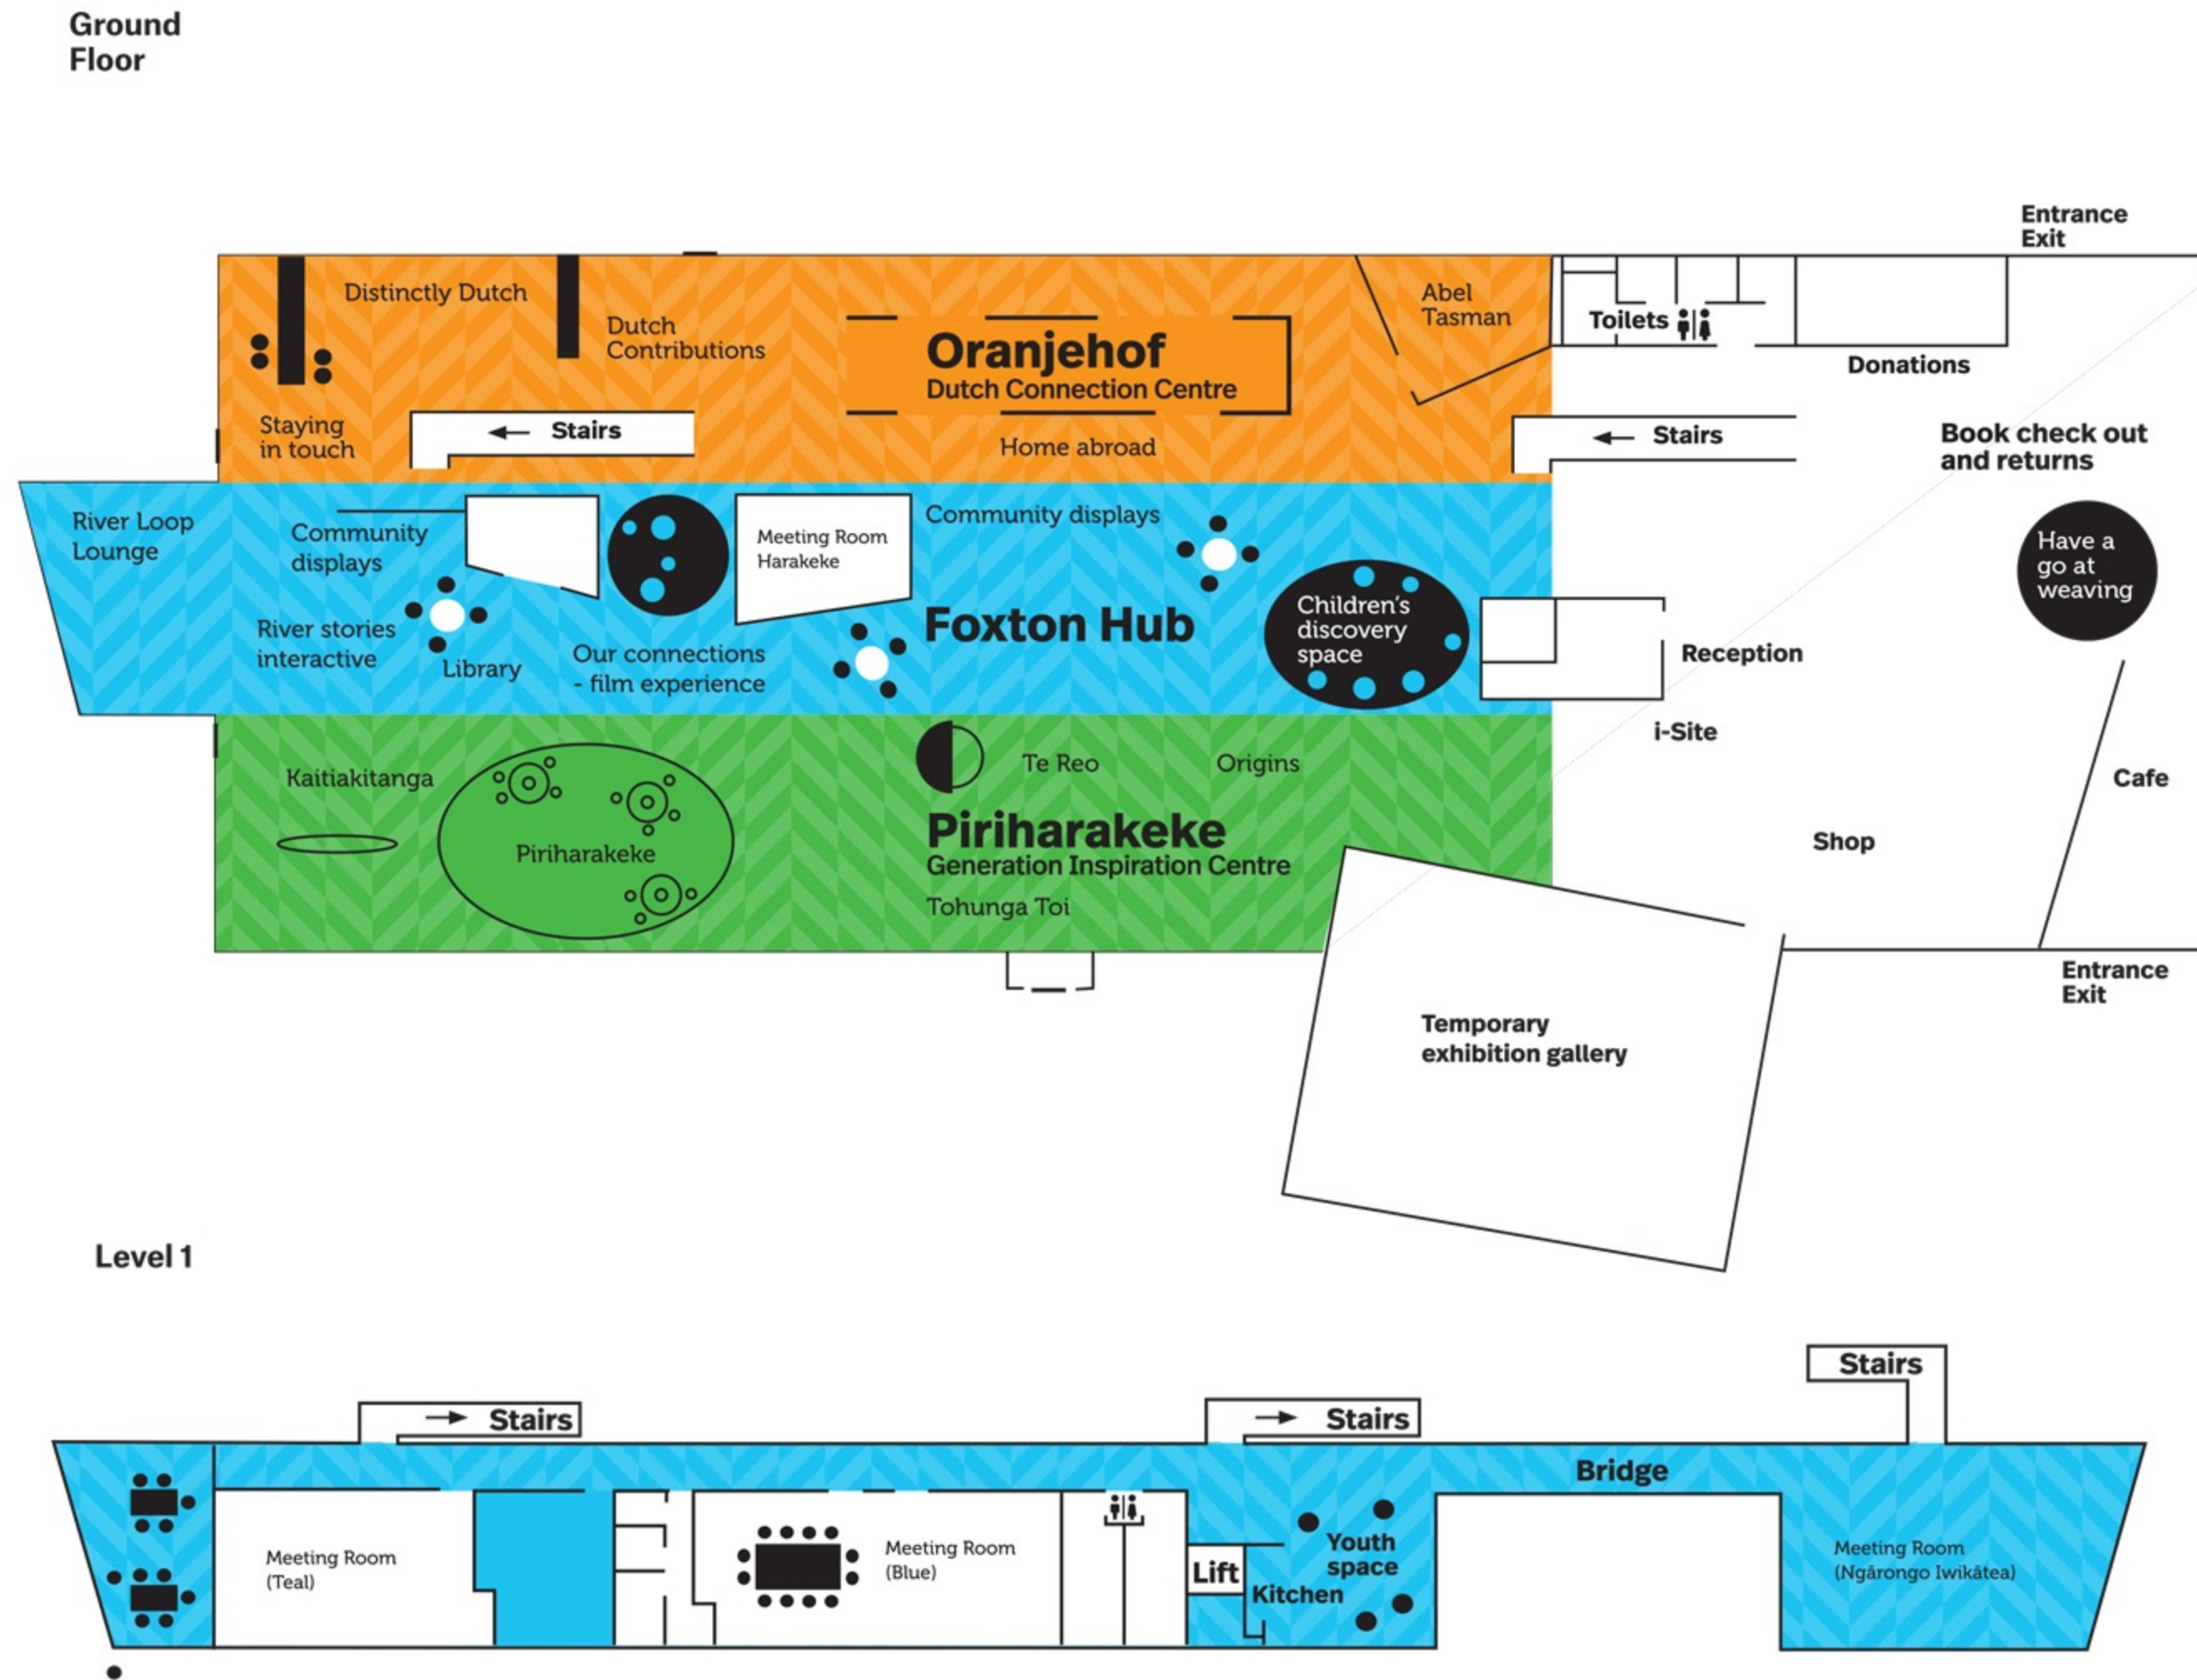 Ground
Floor
Entrance
Exit
Distinctly Dutch
Dutch
Contributions
Oranjehof
Dutch Connection Centre
Abel
Tasman
Toilets
Donations
Staying
in touch
Stairs
Home abroad
Stairs
Book check out
and returns
River Loop
Lounge
Community
displays
Meeting Room
Harakeke
Community displays
Have a
go at
weaving
River stories
interactive
Library
Our connections
- film experience
Foxton Hub
Children's
discovery
space
Reception
i-Site
Kaitiakitanga
Piriharakeke
Te Reo
Origins
Piriharakeke
Generation Inspiration Centre
Tohunga Toi
Shop
Cafe
Entrance
Exit
Temporary
exhibition gallery
Level 1
Stairs
Stairs
Stairs
Bridge
Meeting Room
(Teal)
Meeting Room
(Blue)
Lift
Kitchen
Youth
space
Meeting Room
(Ngārongo Iwikātea)